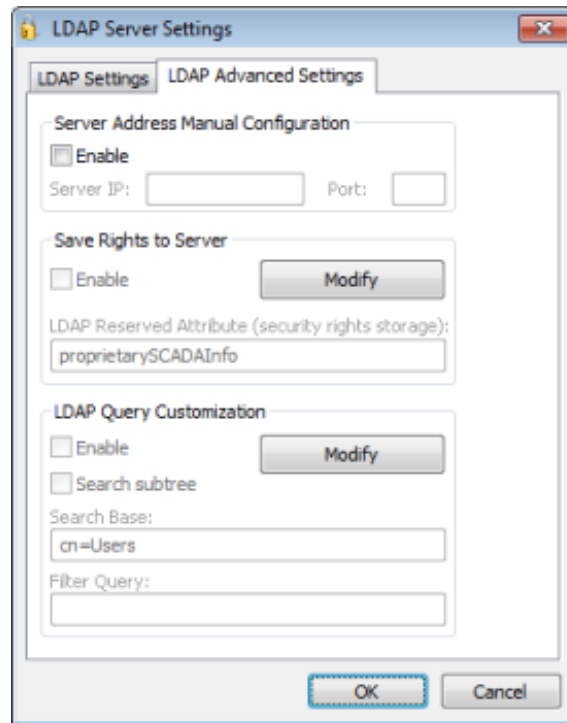 LDAP Server Settings
LDAP Settings LDAP Advanced Settings
Server Address Manual Configuration
Enable
Server IP: Port:
Save Rights to Server
Enable Modify
LDAP Reserved Attribute (security rights storage):
proprietarySCADAInfo
LDAP Query Customization
Enable Modify
Search subtree
Search Base:
cn=Users
Filter Query:
OK Cancel